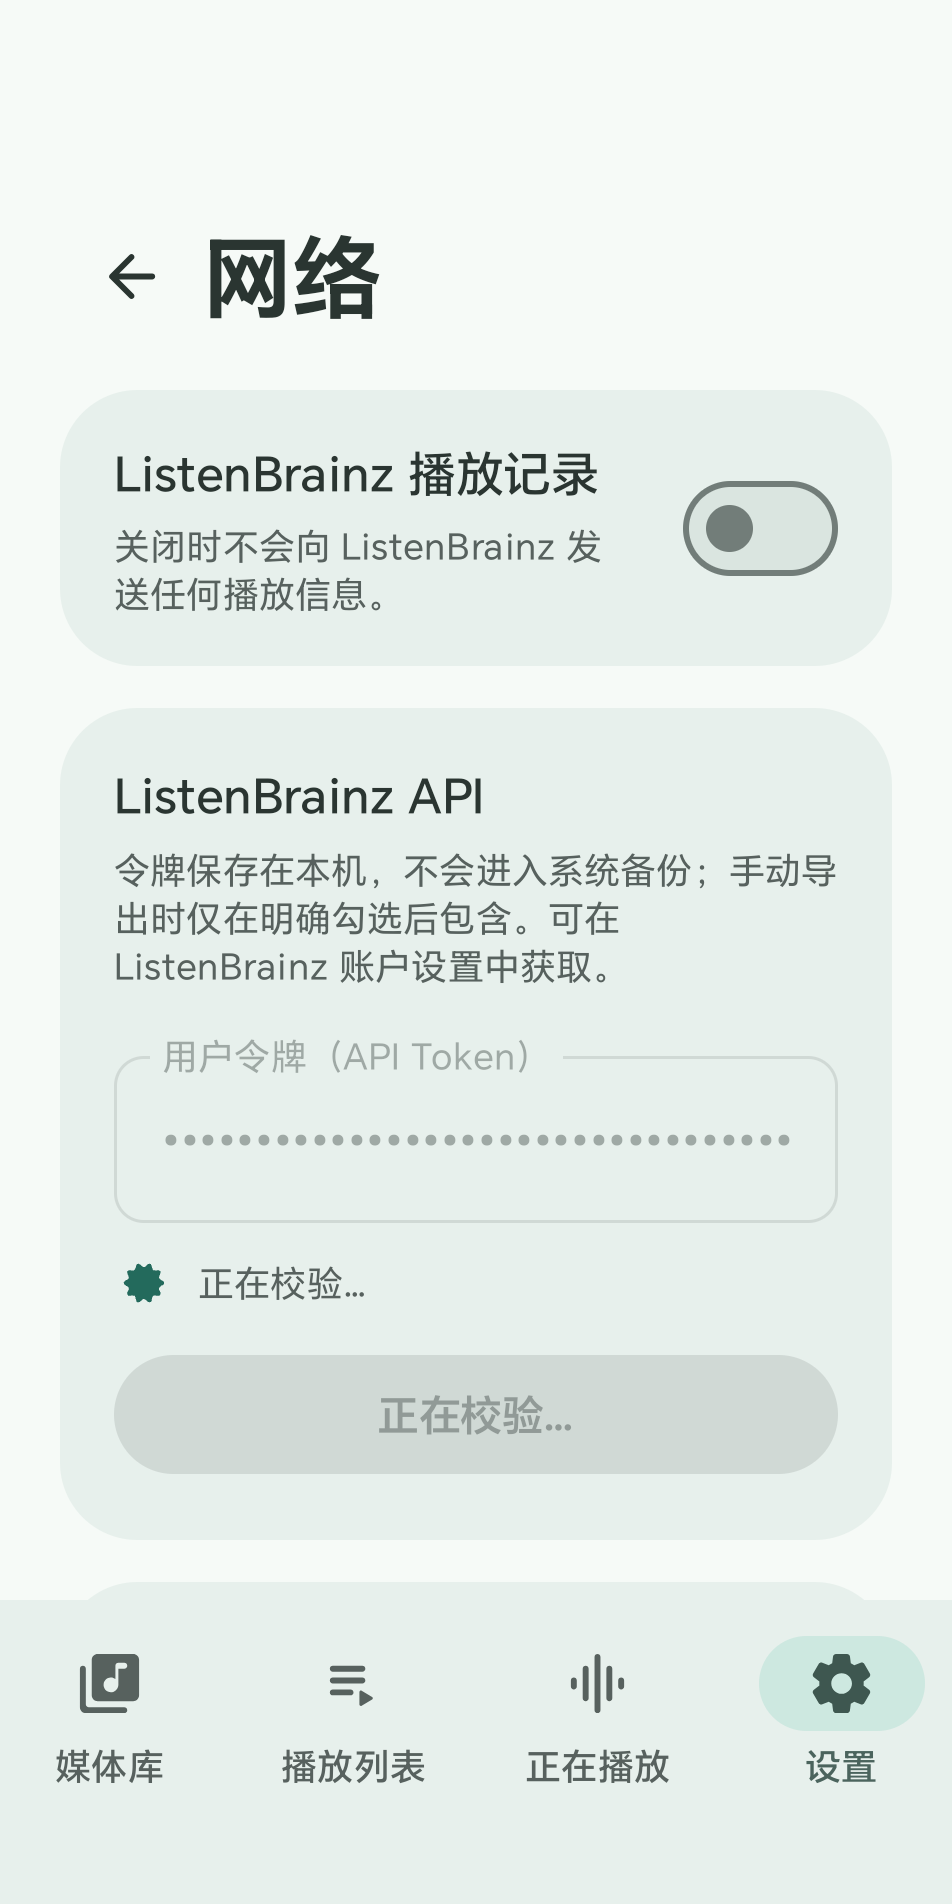 网络
ListenBrainz 播放记录
关闭时不会向 ListenBrainz 发
送任何播放信息。
ListenBrainz API
令牌保存在本机，不会进入系统备份；手动导
出时仅在明确勾选后包含。可在
ListenBrainz 账户设置中获取。
用户令牌（API Token）
••••••••••••••••••••••••••••••••••
正在校验…
正在校验…
媒体库
播放列表
正在播放
设置